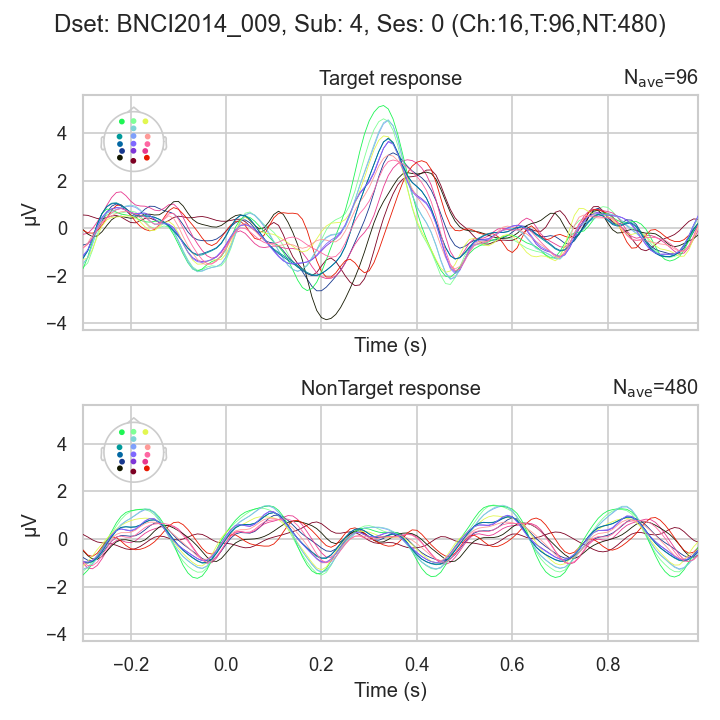 Dset: BNCI2014_009, Sub: 4, Ses: 0 (Ch:16,T:96,NT:480)
Target response
Nave=96
4
2
0
−2
−4
µV
Time (s)
NonTarget response
Nave=480
4
2
0
−2
−4
µV
−0.2 0.0 0.2 0.4 0.6 0.8
Time (s)